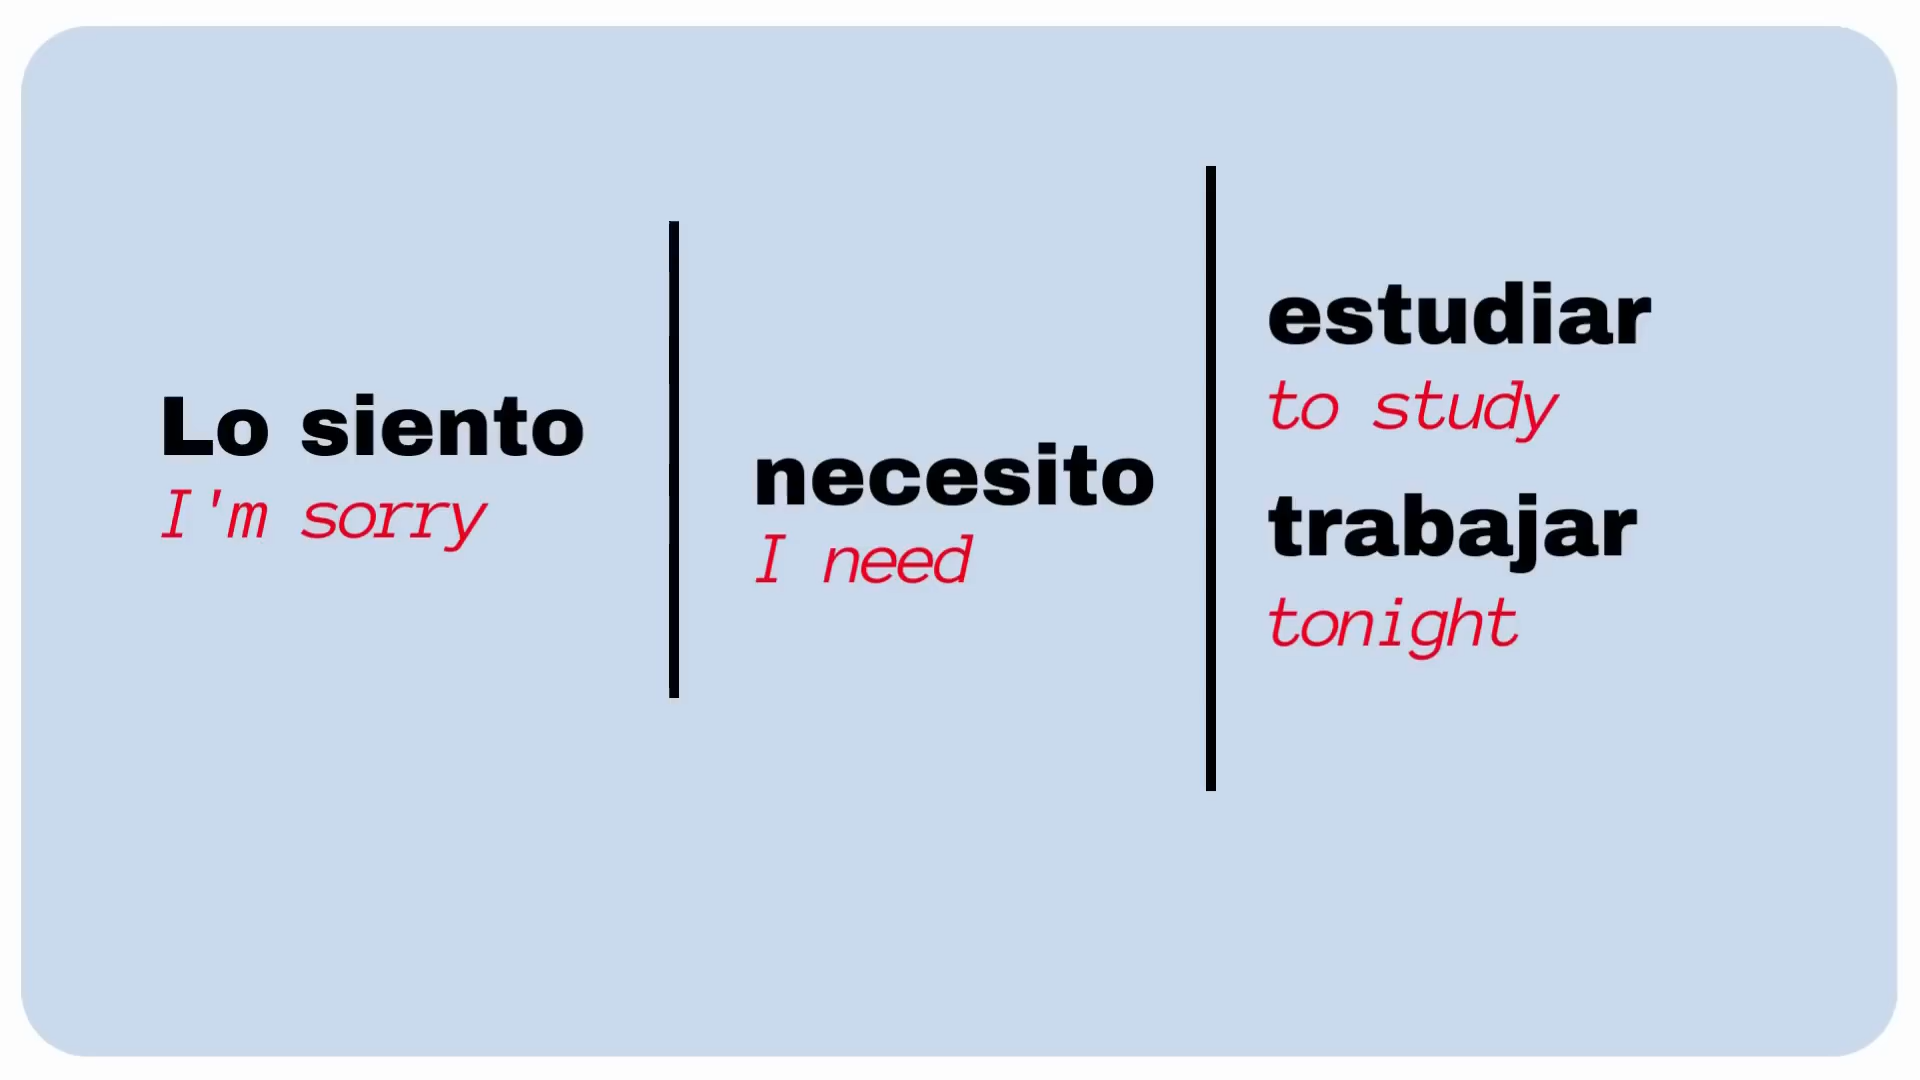 Lo siento
I'm sorry
necesito
I need
estudiar
to study
trabajar
tonight